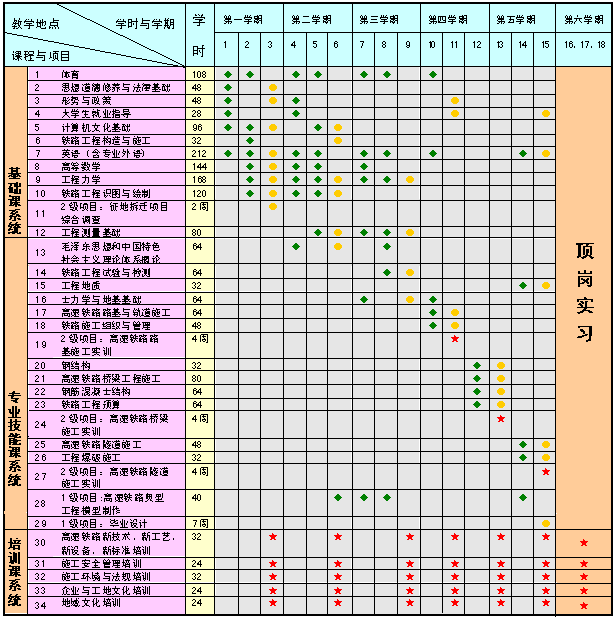 教学地点 学时与学期 学时 第一学期 第二学期 第三学期 第四学期 第五学期 第六学期
课程与项目 1 2 3 4 5 6 7 8 9 10 11 12 13 14 15 16、17、18
基础课系统
1 体育 108
2 思想道德修养与法律基础 48
3 形势与政策 48
4 大学生就业指导 28
5 计算机文化基础 96
6 铁路工程构造与施工 32
7 英语（含专业外语） 212
8 高等数学 144
9 工程力学 168
10 铁路工程识图与绘制 120
11 2级项目：征地拆迁项目 2周
综合调查
12 工程测量基础 80
专业技能课系统
13 毛泽东思想和中国特色 64
社会主义理论体系概论
14 铁路工程试验与检测 64
15 工程地质 32
16 土力学与地基基础 64
17 高速铁路路基与轨道施工 64
18 铁路施工组织与管理 48
19 2级项目：高速铁路路 4周
基施工实训
20 钢结构 32
21 高速铁路桥梁工程施工 80
22 钢筋混凝土结构 64
23 铁路工程预算 64
24 2级项目：高速铁路桥梁 4周
施工实训
25 高速铁路隧道施工 48
26 工程爆破施工 32
27 2级项目：高速铁路隧道 4周
施工实训
28 1级项目：高速铁路典型 40
工程模型制作
29 1级项目：毕业设计 7周
培训课系统
30 高速铁路新技术、新工艺、 32
新设备、新标准培训
31 施工安全管理培训 24
32 施工环境与法规培训 32
33 企业与工地文化培训 24
34 地域文化培训 24
顶岗实习